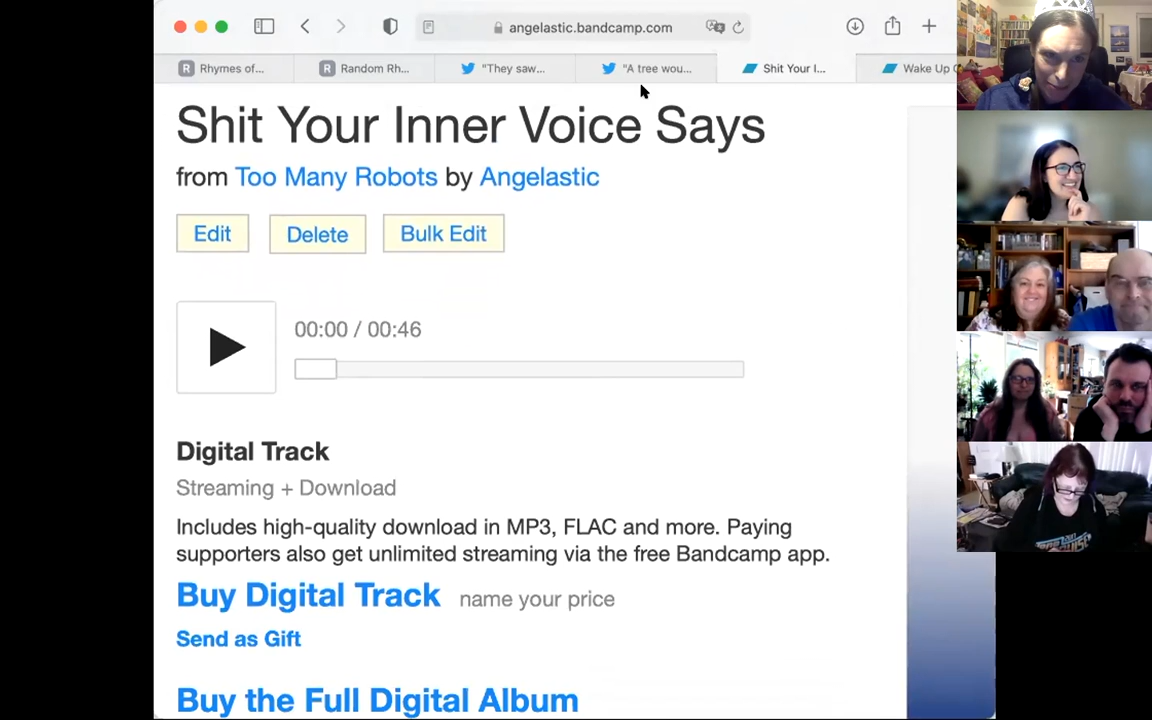 angelastic.bandcamp.com
Rhymes of...
Random Rh...
"They saw...
"A tree wou...
Shit Your I...
Wake Up
Shit Your Inner Voice Says
from Too Many Robots by Angelastic
Edit
Delete
Bulk Edit
00:00 / 00:46
Digital Track
Streaming + Download
Includes high-quality download in MP3, FLAC and more. Paying
supporters also get unlimited streaming via the free Bandcamp app.
Buy Digital Track name your price
Send as Gift
Buy the Full Digital Album